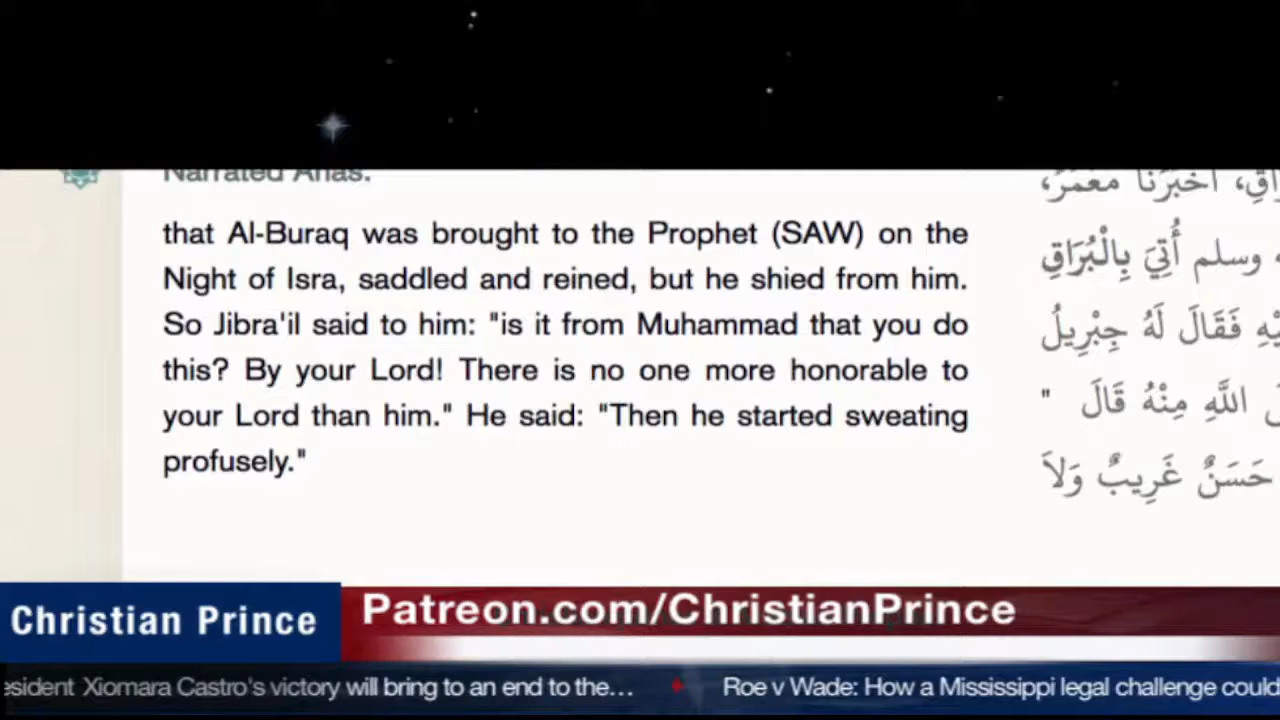 Narrated Anas:
that Al-Buraq was brought to the Prophet (SAW) on the
Night of Isra, saddled and reined, but he shied from him.
So Jibra'il said to him: "is it from Muhammad that you do
this? By your Lord! There is no one more honorable to
your Lord than him." He said: "Then he started sweating
profusely."
أَخْبَرَنَا مَعْمَرٌ،
وسلم أُتِيَ بِالْبُرَاقِ
فَقَالَ لَهُ جِبْرِيلُ
اللَّهِ مِنْهُ قَالَ "
حَسَنٌ غَرِيبٌ وَلاَ
Christian Prince
Patreon.com/ChristianPrince
esident Xiomara Castro's victory will bring to an end to the... Roe v Wade: How a Mississippi legal challenge could